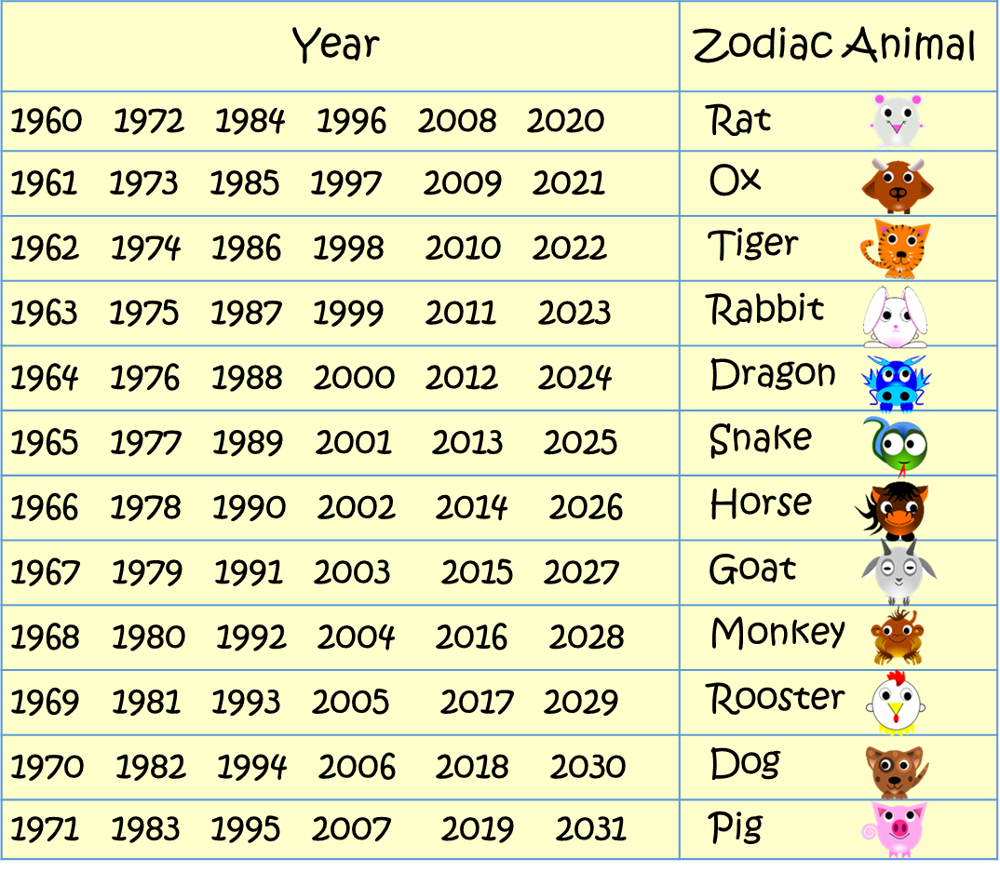 Year Zodiac Animal
1960 1972 1984 1996 2008 2020 Rat
1961 1973 1985 1997 2009 2021 Ox
1962 1974 1986 1998 2010 2022 Tiger
1963 1975 1987 1999 2011 2023 Rabbit
1964 1976 1988 2000 2012 2024 Dragon
1965 1977 1989 2001 2013 2025 Snake
1966 1978 1990 2002 2014 2026 Horse
1967 1979 1991 2003 2015 2027 Goat
1968 1980 1992 2004 2016 2028 Monkey
1969 1981 1993 2005 2017 2029 Rooster
1970 1982 1994 2006 2018 2030 Dog
1971 1983 1995 2007 2019 2031 Pig